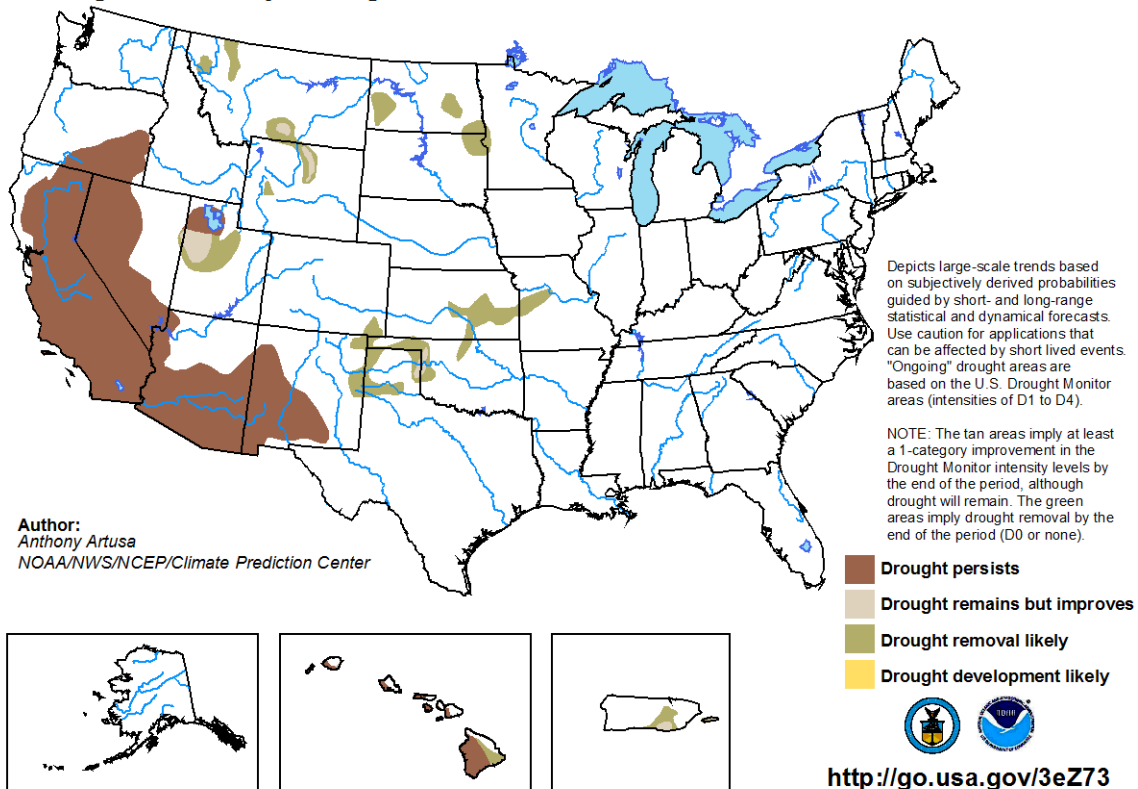 Depicts large-scale trends based
on subjectively derived probabilities
guided by short- and long-range
statistical and dynamical forecasts.
Use caution for applications that
can be affected by short lived events.
"Ongoing" drought areas are
based on the U.S. Drought Monitor
areas (intensities of D1 to D4).
NOTE: The tan areas imply at least
a 1-category improvement in the
Drought Monitor intensity levels by
the end of the period, although
drought will remain. The green
areas imply drought removal by the
end of the period (D0 or none).
Author:
Anthony Artusa
NOAA/NWS/NCEP/Climate Prediction Center
Drought persists
Drought remains but improves
Drought removal likely
Drought development likely
http://go.usa.gov/3eZ73